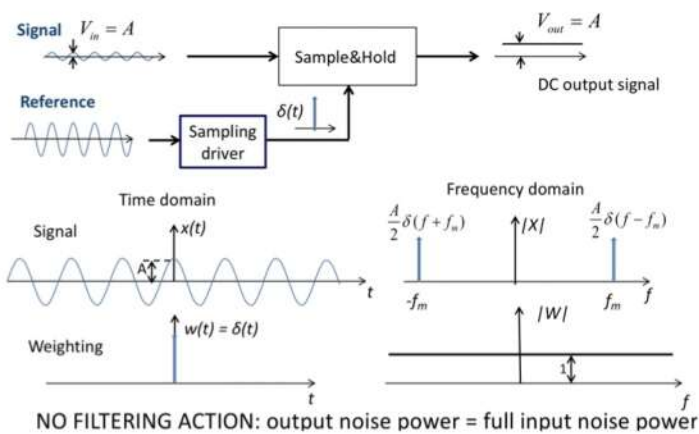 Signal V_in = A
V_out = A
Sample&Hold
DC output signal
Reference
δ(t)
Sampling
driver
Time domain
Frequency domain
Signal
x(t)
A
t
A/2 δ(f + f_m)
|X|
A/2 δ(f − f_m)
-f_m
f_m
f
Weighting
w(t) = δ(t)
t
|W|
1
f
NO FILTERING ACTION: output noise power = full input noise power